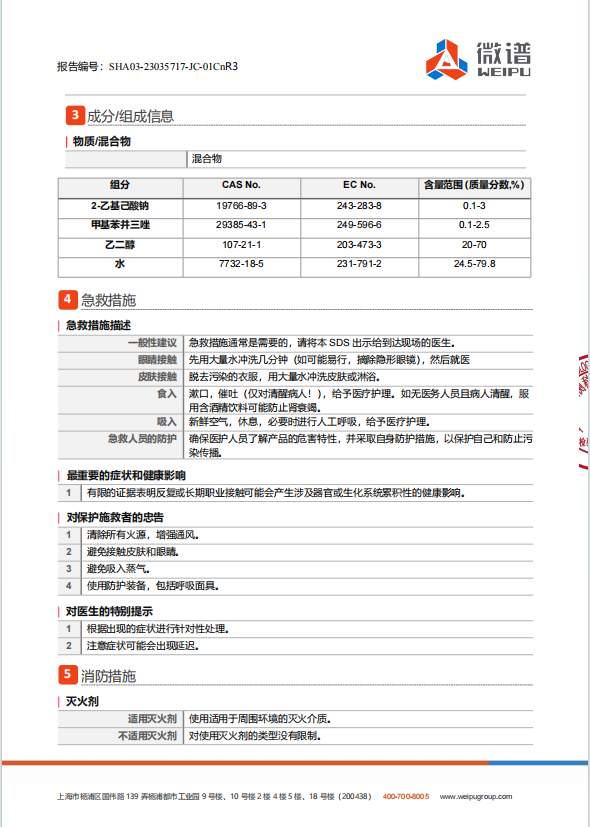 报告编号：SHA03-23035717-JC-01CnR3
微谱
WEIPU
3 成分/组成信息
物质/混合物
混合物
组分 CAS No. EC No. 含量范围 (质量分数,%)
2-乙基己酸钠 19766-89-3 243-283-8 0.1-3
甲基苯并三唑 29385-43-1 249-596-6 0.1-2.5
乙二醇 107-21-1 203-473-3 20-70
水 7732-18-5 231-791-2 24.5-79.8
4 急救措施
急救措施描述
一般性建议 急救措施通常是需要的，请将本 SDS 出示给到达现场的医生。
眼睛接触 先用大量水冲洗几分钟（如可能易行，摘除隐形眼镜），然后就医
皮肤接触 脱去污染的衣服，用大量水冲洗皮肤或淋浴。
食入 漱口，催吐（仅对清醒病人！），给予医疗护理。如无医务人员且病人清醒，服
用含酒精饮料可能防止肾衰竭。
吸入 新鲜空气，休息，必要时进行人工呼吸，给予医疗护理。
急救人员的防护 确保医护人员了解产品的危害特性，并采取自身防护措施，以保护自己和防止污
染传播。
最重要的症状和健康影响
1 有限的证据表明反复或长期职业接触可能会产生涉及器官或生化系统累积性的健康影响。
对保护施救者的忠告
1 清除所有火源，增强通风。
2 避免接触皮肤和眼睛。
3 避免吸入蒸气。
4 使用防护装备，包括呼吸面具。
对医生的特别提示
1 根据出现的症状进行针对性处理。
2 注意症状可能会出现延迟。
5 消防措施
灭火剂
适用灭火剂 使用适用于周围环境的灭火介质。
不适用灭火剂 对使用灭火剂的类型没有限制。
上海市杨浦区国伟路 139 弄杨浦都市工业园 9 号楼、10 号楼 2 楼 4 楼 5 楼、18 号楼（200438） 400-700-8005 www.weipugroup.com